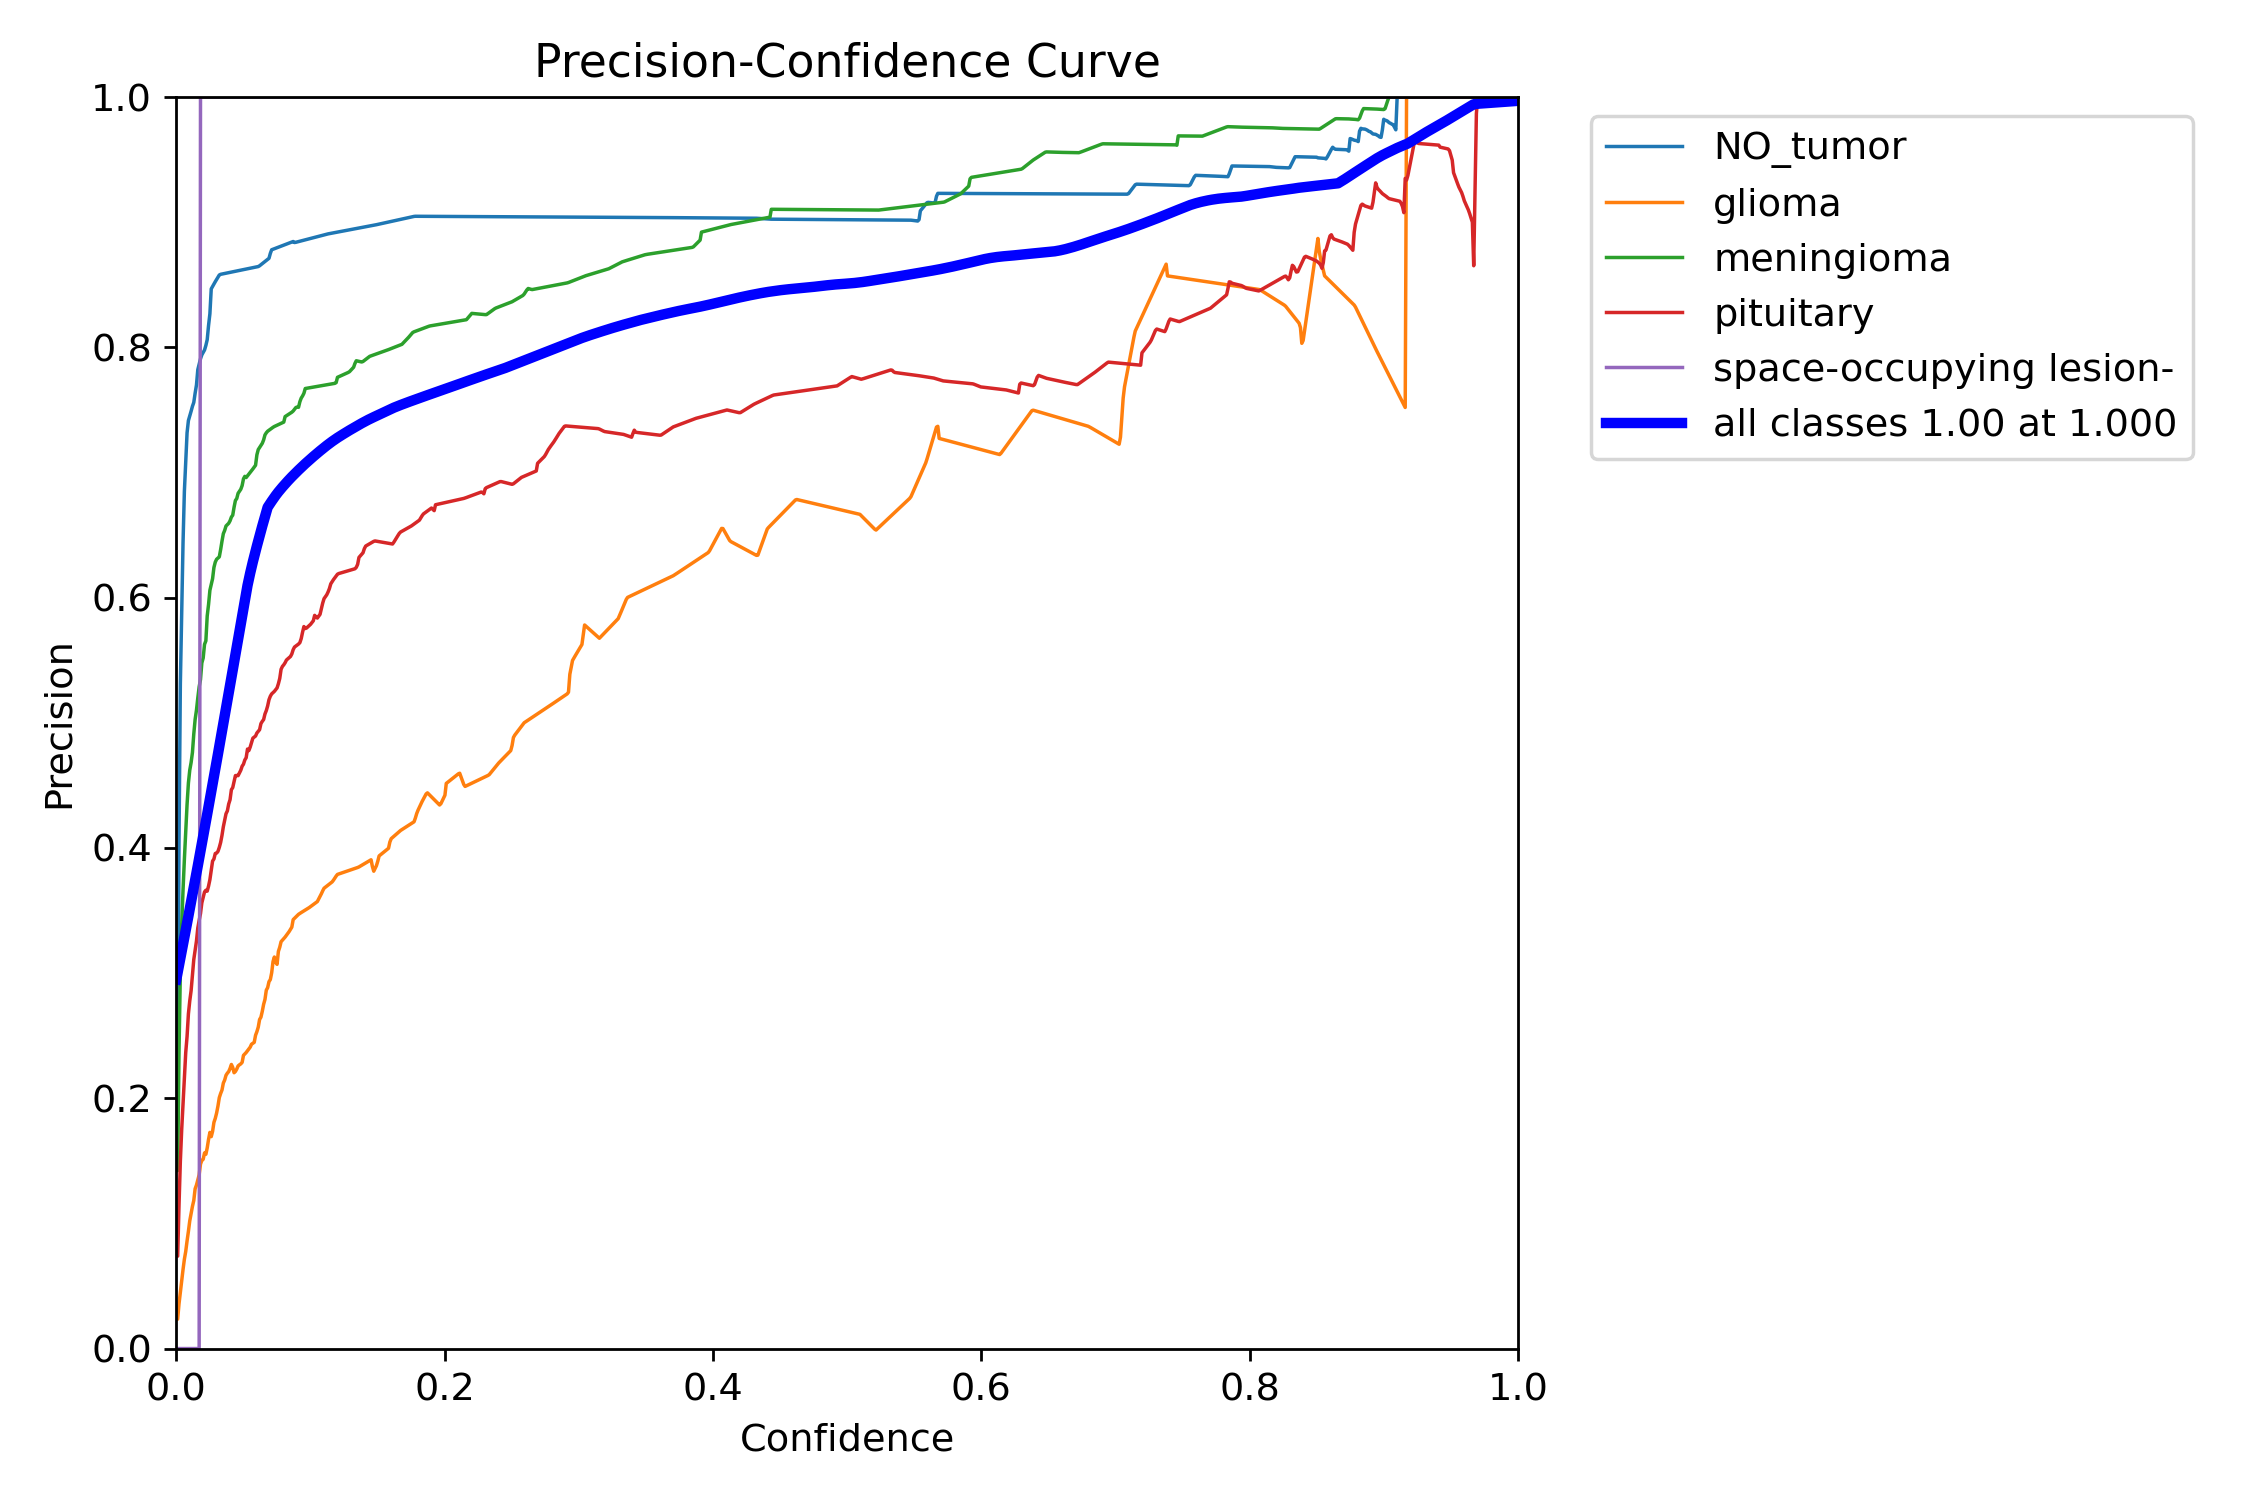 Precision-Confidence Curve
1.0
0.8
0.6
0.4
0.2
0.0
Precision
0.0 0.2 0.4 0.6 0.8 1.0
Confidence
NO_tumor
glioma
meningioma
pituitary
space-occupying lesion-
all classes 1.00 at 1.000